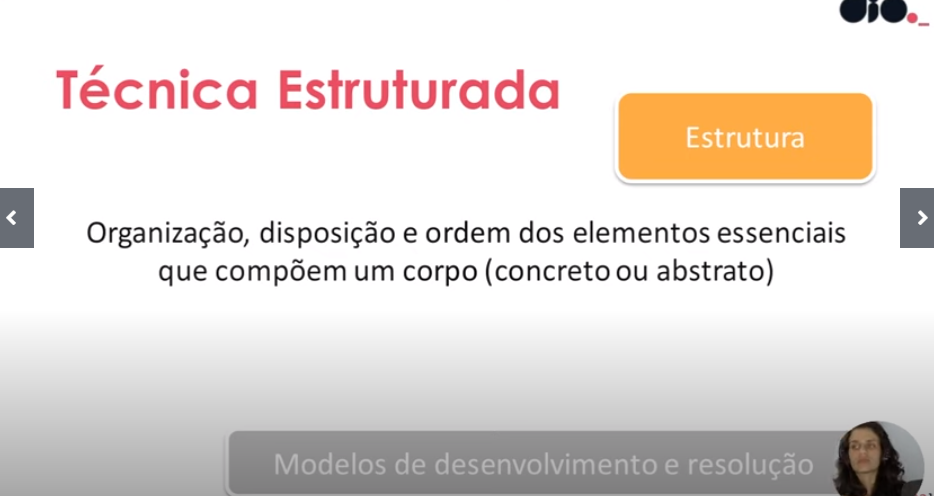 dio._
Técnica Estruturada
Estrutura
Organização, disposição e ordem dos elementos essenciais
que compõem um corpo (concreto ou abstrato)
Modelos de desenvolvimento e resolução